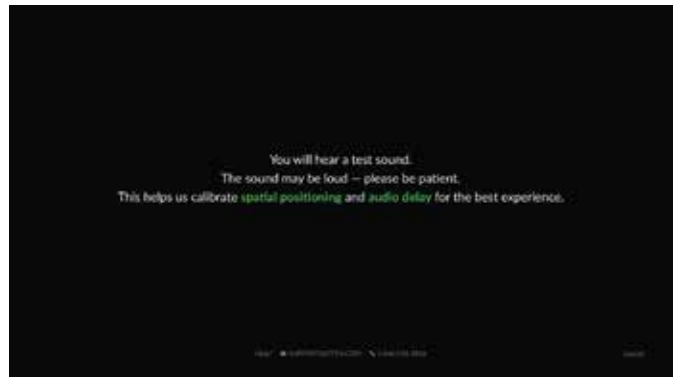 You will hear a test sound.
The sound may be loud — please be patient.
This helps us calibrate spatial positioning and audio delay for the best experience.